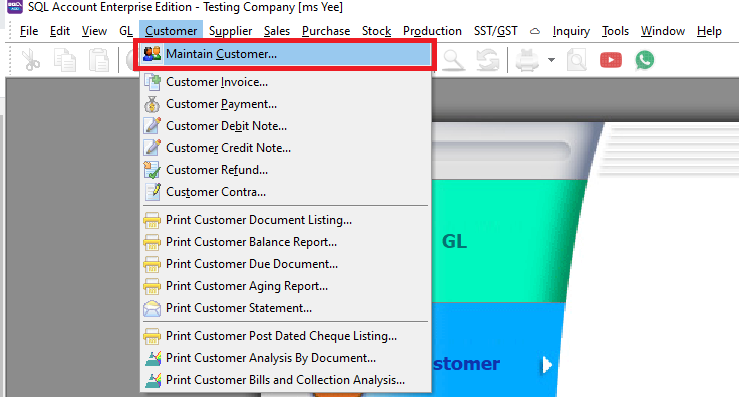 SQL Account Enterprise Edition - Testing Company [ms Yee]
File Edit View GL Customer Supplier Sales Purchase Stock Production SST/GST Inquiry Tools Window Help
Maintain Customer...
Customer Invoice...
Customer Payment...
Customer Debit Note...
Customer Credit Note...
Customer Refund...
Customer Contra...
Print Customer Document Listing...
Print Customer Balance Report...
Print Customer Due Document...
Print Customer Aging Report...
Print Customer Statement...
Print Customer Post Dated Cheque Listing...
Print Customer Analysis By Document...
Print Customer Bills and Collection Analysis...
GL
stomer